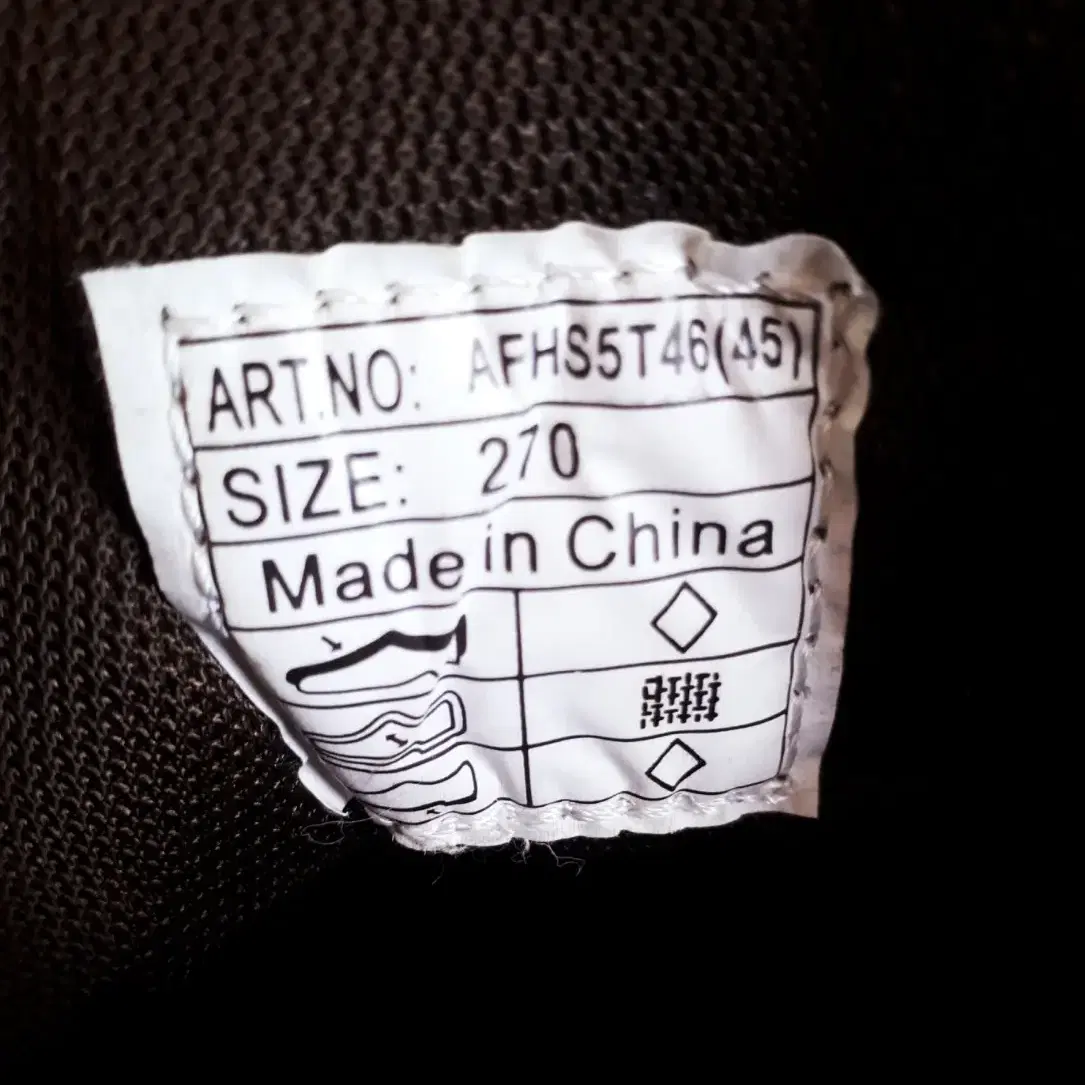 ART.NO: AFHS5T46(45)
SIZE: 270
Made in China